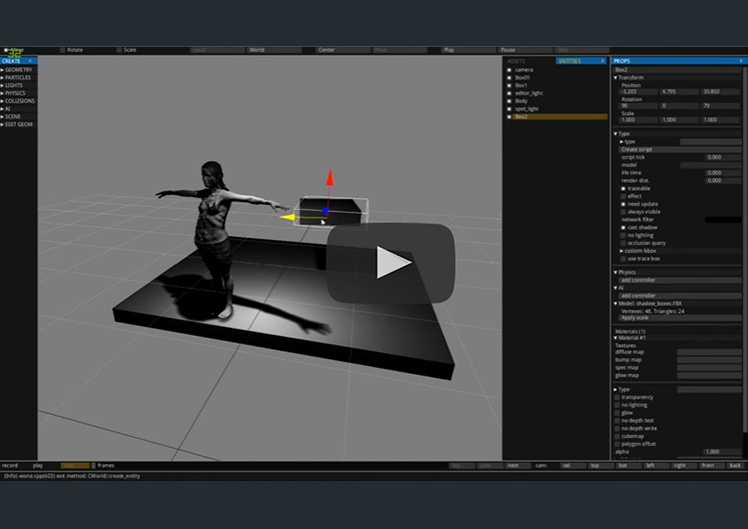 Rotate Scale World Center Play Pause
32
CREATE x
GEOMETRY
PARTICLES
LIGHTS
PHYSICS
COLLISIONS
AI
SCENE
EDIT GEOM
ASSETS ENTITIES x
camera
Box01
Box1
editor_light
Body
spot_light
Box2
PROPS x
Box2
Transform
Position
-5.203 6.795 33.803
Rotation
90 0 79
Scale
1.000 1.000 1.000
Type
type
Create script
script tick 0.000
model
life time 0.000
render dist. 0.000
traceable
effect
need update
always visible
network filter
cast shadow
no lighting
occlusion query
custom bbox
use trace box
Physics
add controller
AI
add controller
Model: shadow_boxes.FBX
Vertexes: 48, Triangles: 24
Apply scale
Materials (1)
Material #1
Textures
diffuse map
bump map
spec map
glow map
Type
transparency
no lighting
glow
no depth test
no depth write
cubemap
polygon offset
alpha 1.000
record play frames next cam: sel top bot left right front back
exit method: CWorld::create_entity